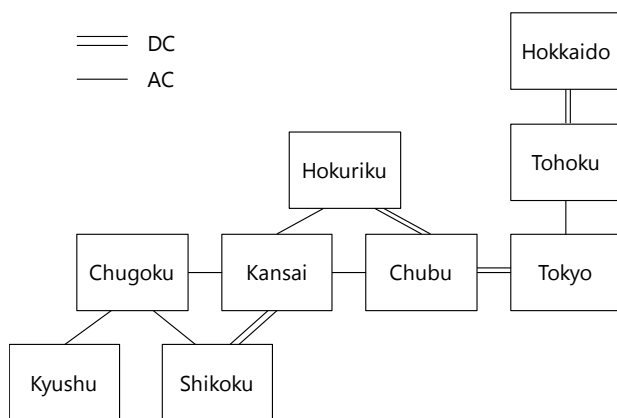 DC
AC
Hokkaido
Tohoku
Hokuriku
Chugoku
Kansai
Chubu
Tokyo
Kyushu
Shikoku